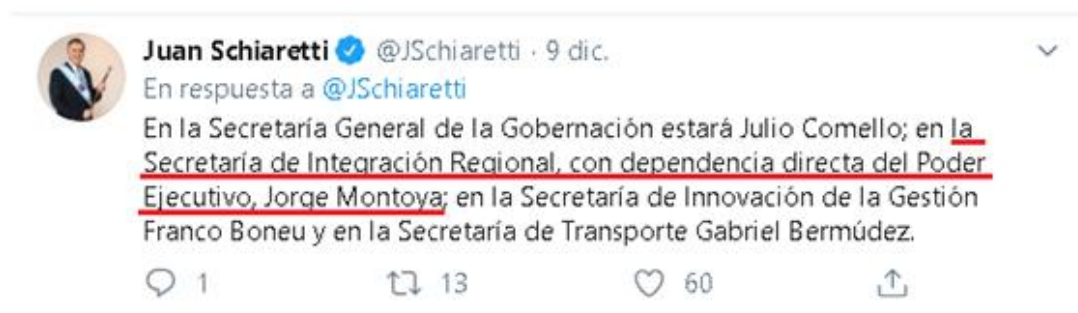 Juan Schiaretti @JSchiaretti · 9 dic.
En respuesta a @JSchiaretti
En la Secretaría General de la Gobernación estará Julio Comello; en la
Secretaría de Integración Regional, con dependencia directa del Poder
Ejecutivo, Jorge Montoya; en la Secretaría de Innovación de la Gestión
Franco Boneu y en la Secretaría de Transporte Gabriel Bermúdez.
1 13 60